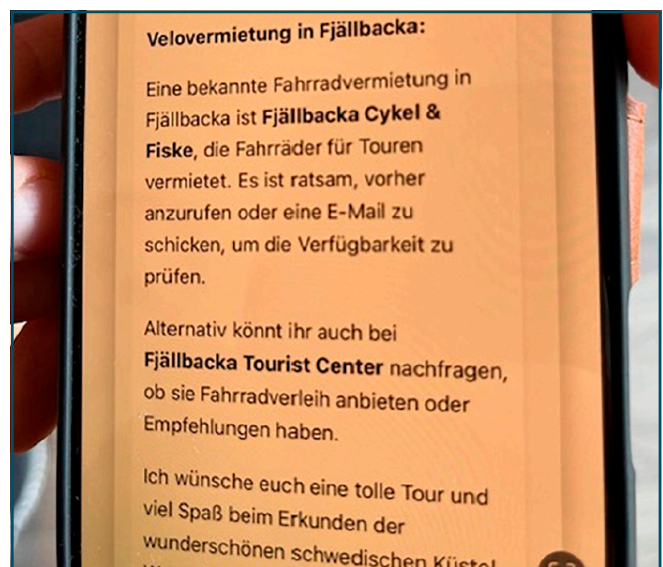 Velovermietung in Fjällbacka:
Eine bekannte Fahrradvermietung in
Fjällbacka ist Fjällbacka Cykel &
Fiske, die Fahrräder für Touren
vermietet. Es ist ratsam, vorher
anzurufen oder eine E-Mail zu
schicken, um die Verfügbarkeit zu
prüfen.
Alternativ könnt ihr auch bei
Fjällbacka Tourist Center nachfragen,
ob sie Fahrradverleih anbieten oder
Empfehlungen haben.
Ich wünsche euch eine tolle Tour und
viel Spaß beim Erkunden der
wunderschönen schwedischen Küste!